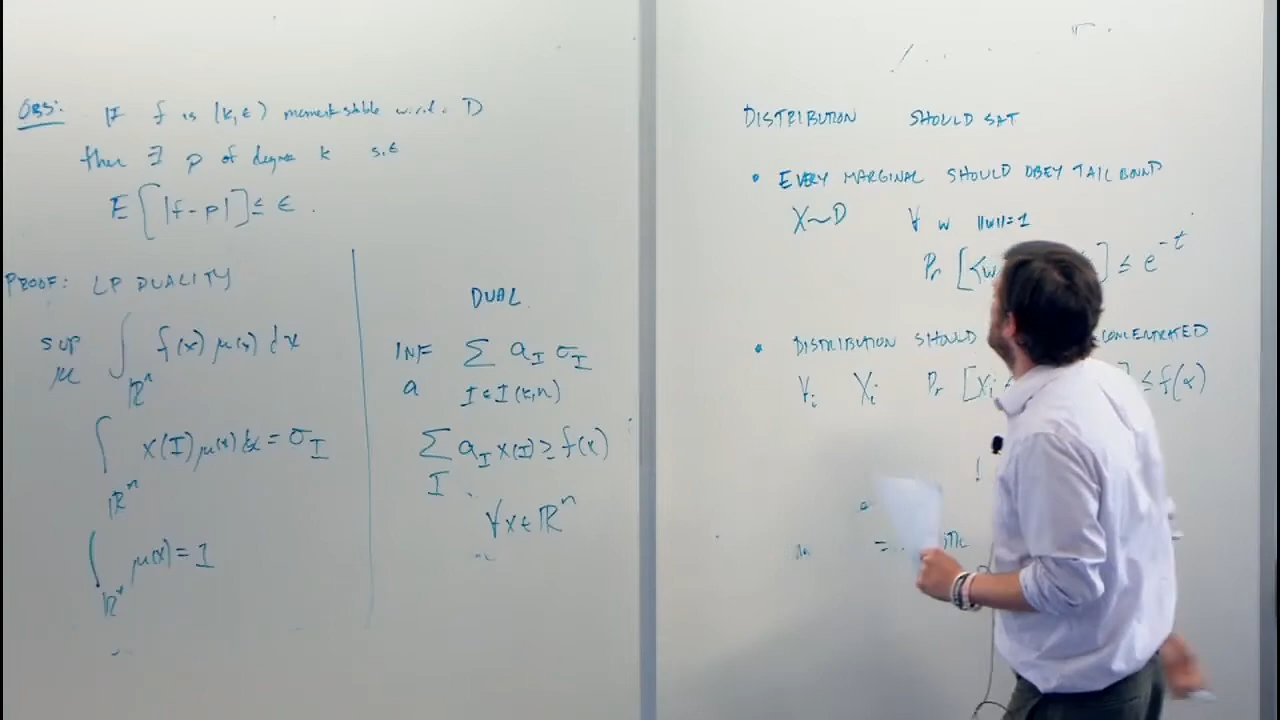 OBS: IF f is (k,ϵ) moment stable w.r.t. D
then ∃ p of degree k s.t
E[|f-p|] ≤ ϵ.
PROOF: LP DUALITY
SUP μ ∫_{ℝⁿ} f(x) μ(x) dx
∫_{ℝⁿ} x(I) μ(x) dx = σ_I
∫_{ℝⁿ} μ(x) = 1
DUAL
INF a Σ_{I∈I(k,n)} a_I σ_I
Σ_I a_I x(I) ≥ f(x)
∀x∈ℝⁿ
DISTRIBUTION SHOULD SAT
• EVERY MARGINAL SHOULD OBEY TAIL BOUND
X~D ∀ w ||w||=1
Pr [ ] ≤ e^{-t}
• DISTRIBUTION SHOULD CONCENTRATED
∀i X_i Pr [X_i ] ≤ f(α)